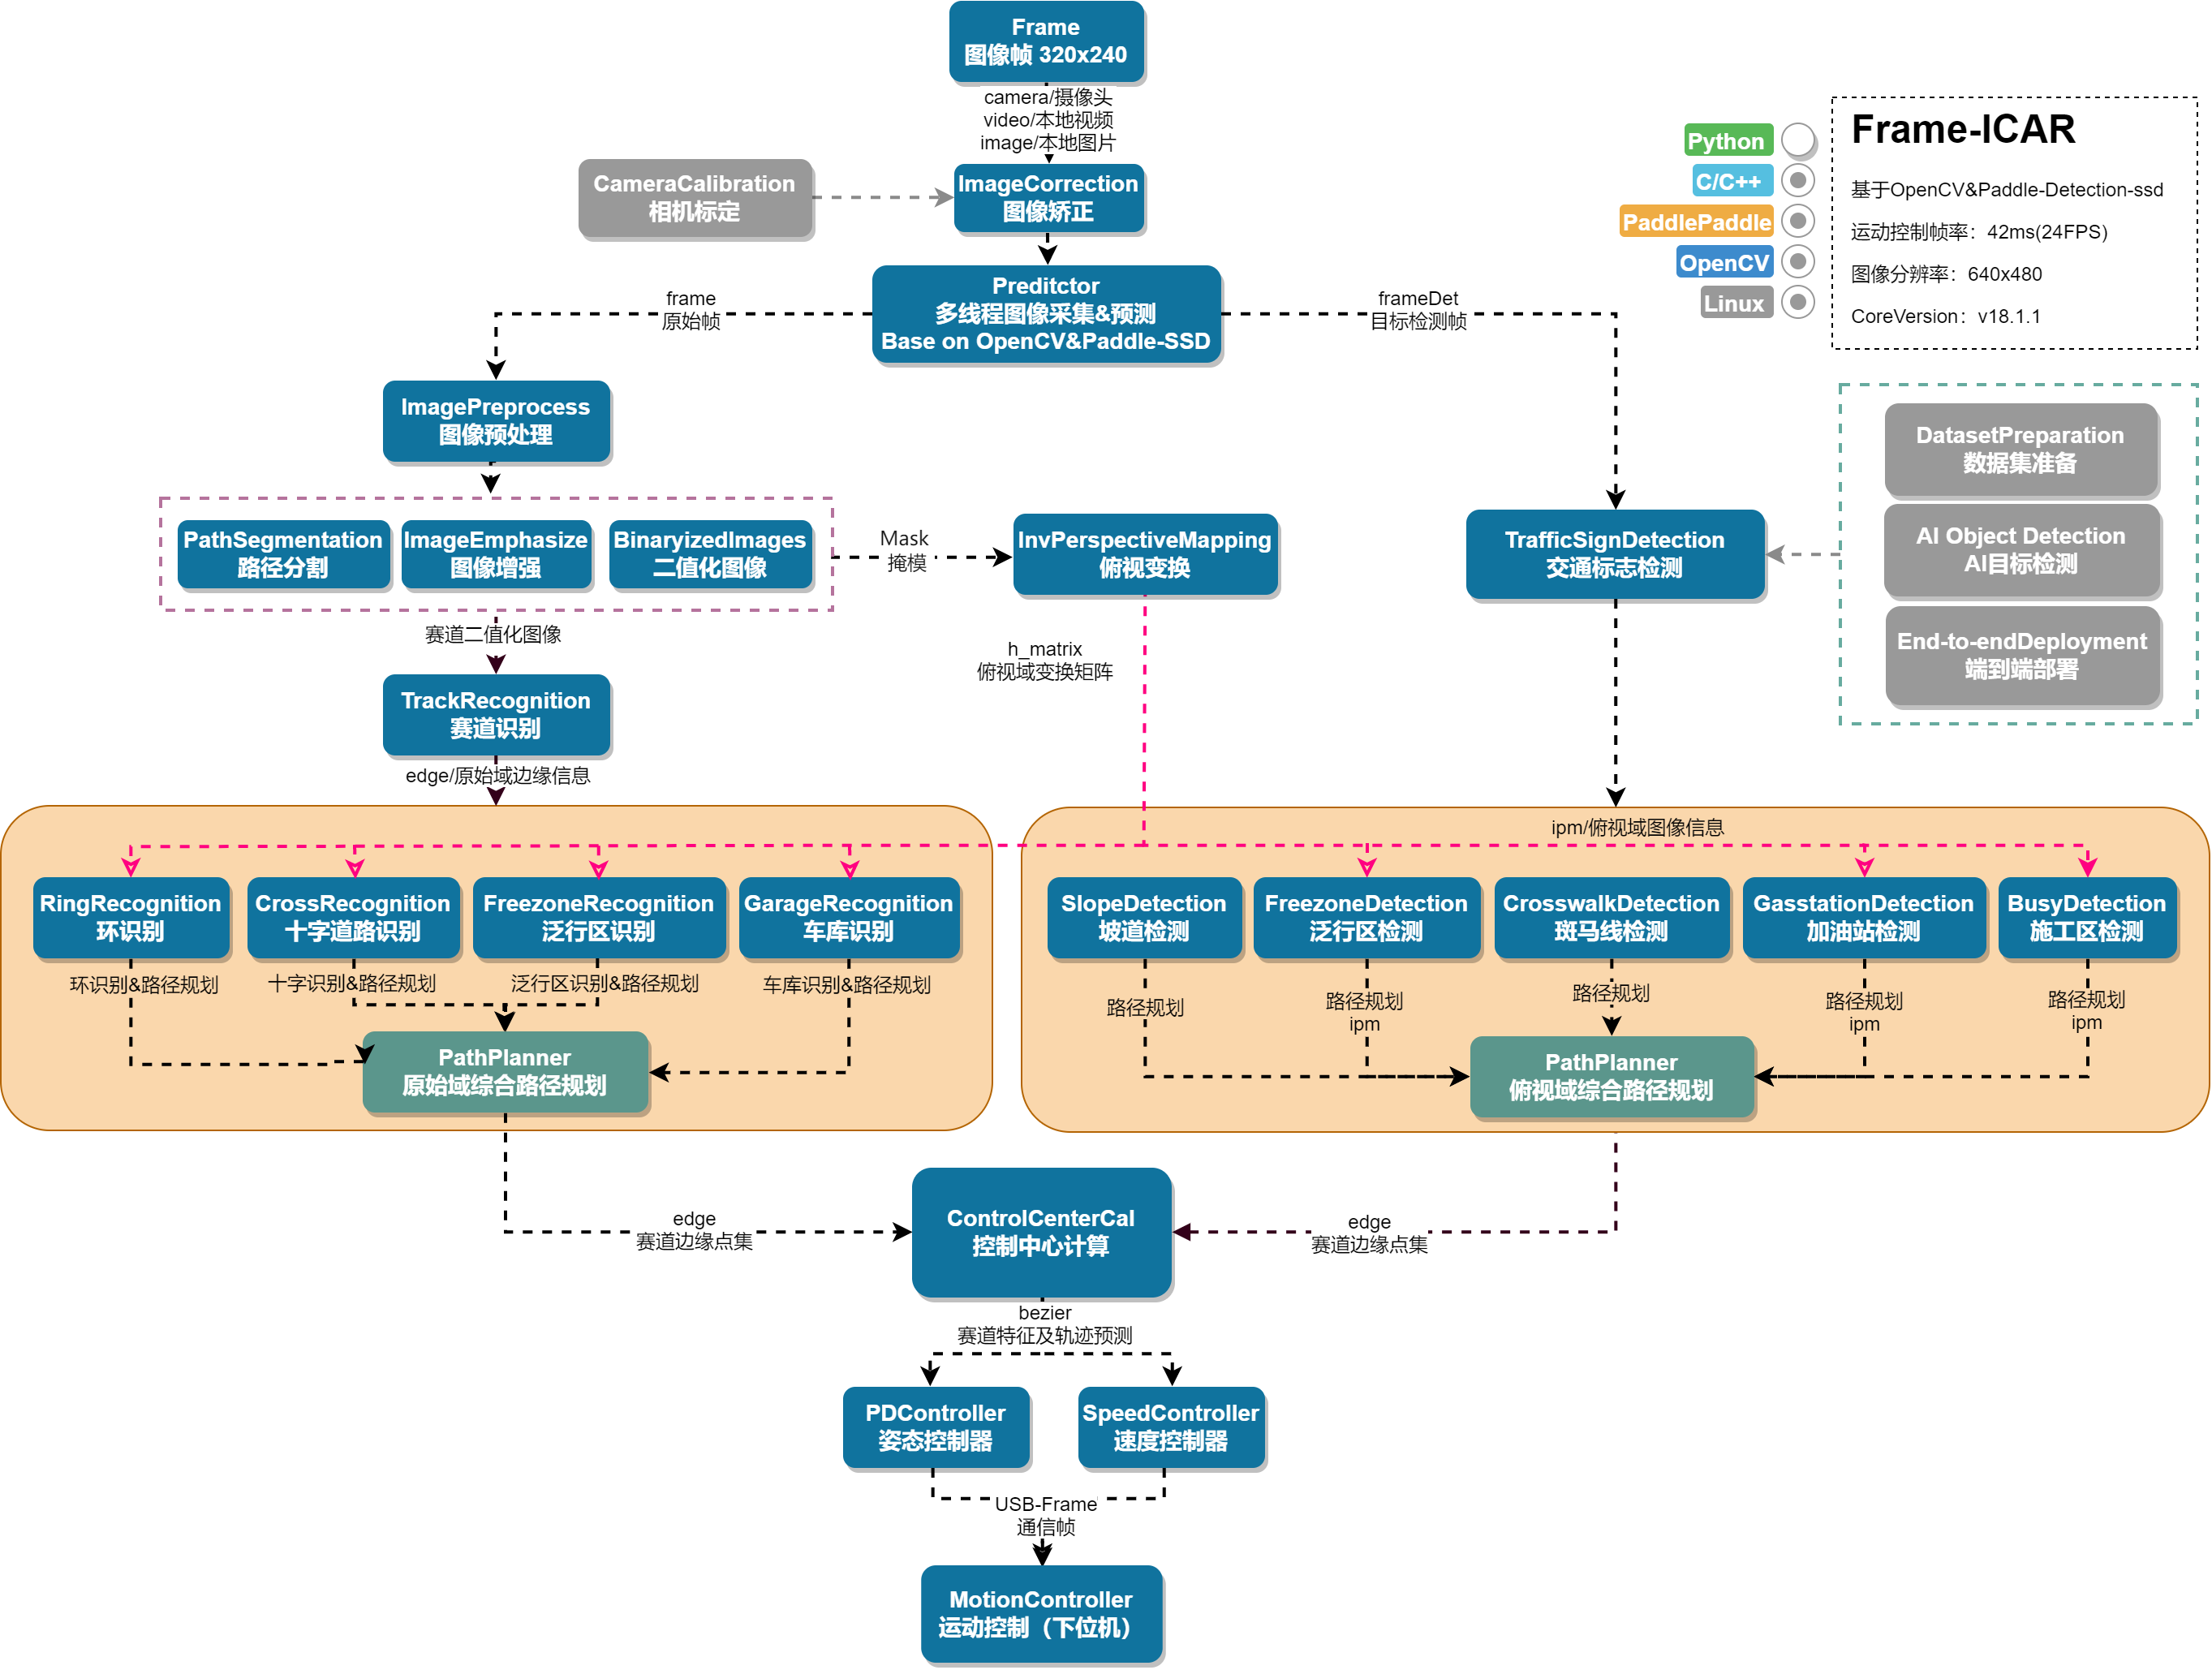 Frame
图像帧 320x240
camera/摄像头
video/本地视频
image/本地图片
CameraCalibration
相机标定
ImageCorrection
图像矫正
Python
C/C++
PaddlePaddle
OpenCV
Linux
Frame-ICAR
基于OpenCV&Paddle-Detection-ssd
运动控制帧率：42ms(24FPS)
图像分辨率：640x480
CoreVersion：v18.1.1
Preditctor
多线程图像采集&预测
Base on OpenCV&Paddle-SSD
frame
原始帧
frameDet
目标检测帧
ImagePreprocess
图像预处理
PathSegmentation
路径分割
ImageEmphasize
图像增强
BinaryizedImages
二值化图像
Mask
掩模
InvPerspectiveMapping
俯视变换
TrafficSignDetection
交通标志检测
DatasetPreparation
数据集准备
AI Object Detection
AI目标检测
End-to-endDeployment
端到端部署
赛道二值化图像
h_matrix
俯视域变换矩阵
TrackRecognition
赛道识别
edge/原始域边缘信息
ipm/俯视域图像信息
RingRecognition
环识别
CrossRecognition
十字道路识别
FreezoneRecognition
泛行区识别
GarageRecognition
车库识别
SlopeDetection
坡道检测
FreezoneDetection
泛行区检测
CrosswalkDetection
斑马线检测
GasstationDetection
加油站检测
BusyDetection
施工区检测
环识别&路径规划
十字识别&路径规划
泛行区识别&路径规划
车库识别&路径规划
路径规划
路径规划
ipm
路径规划
路径规划
ipm
路径规划
ipm
PathPlanner
原始域综合路径规划
PathPlanner
俯视域综合路径规划
edge
赛道边缘点集
ControlCenterCal
控制中心计算
edge
赛道边缘点集
bezier
赛道特征及轨迹预测
PDController
姿态控制器
SpeedController
速度控制器
USB-Frame
通信帧
MotionController
运动控制（下位机）